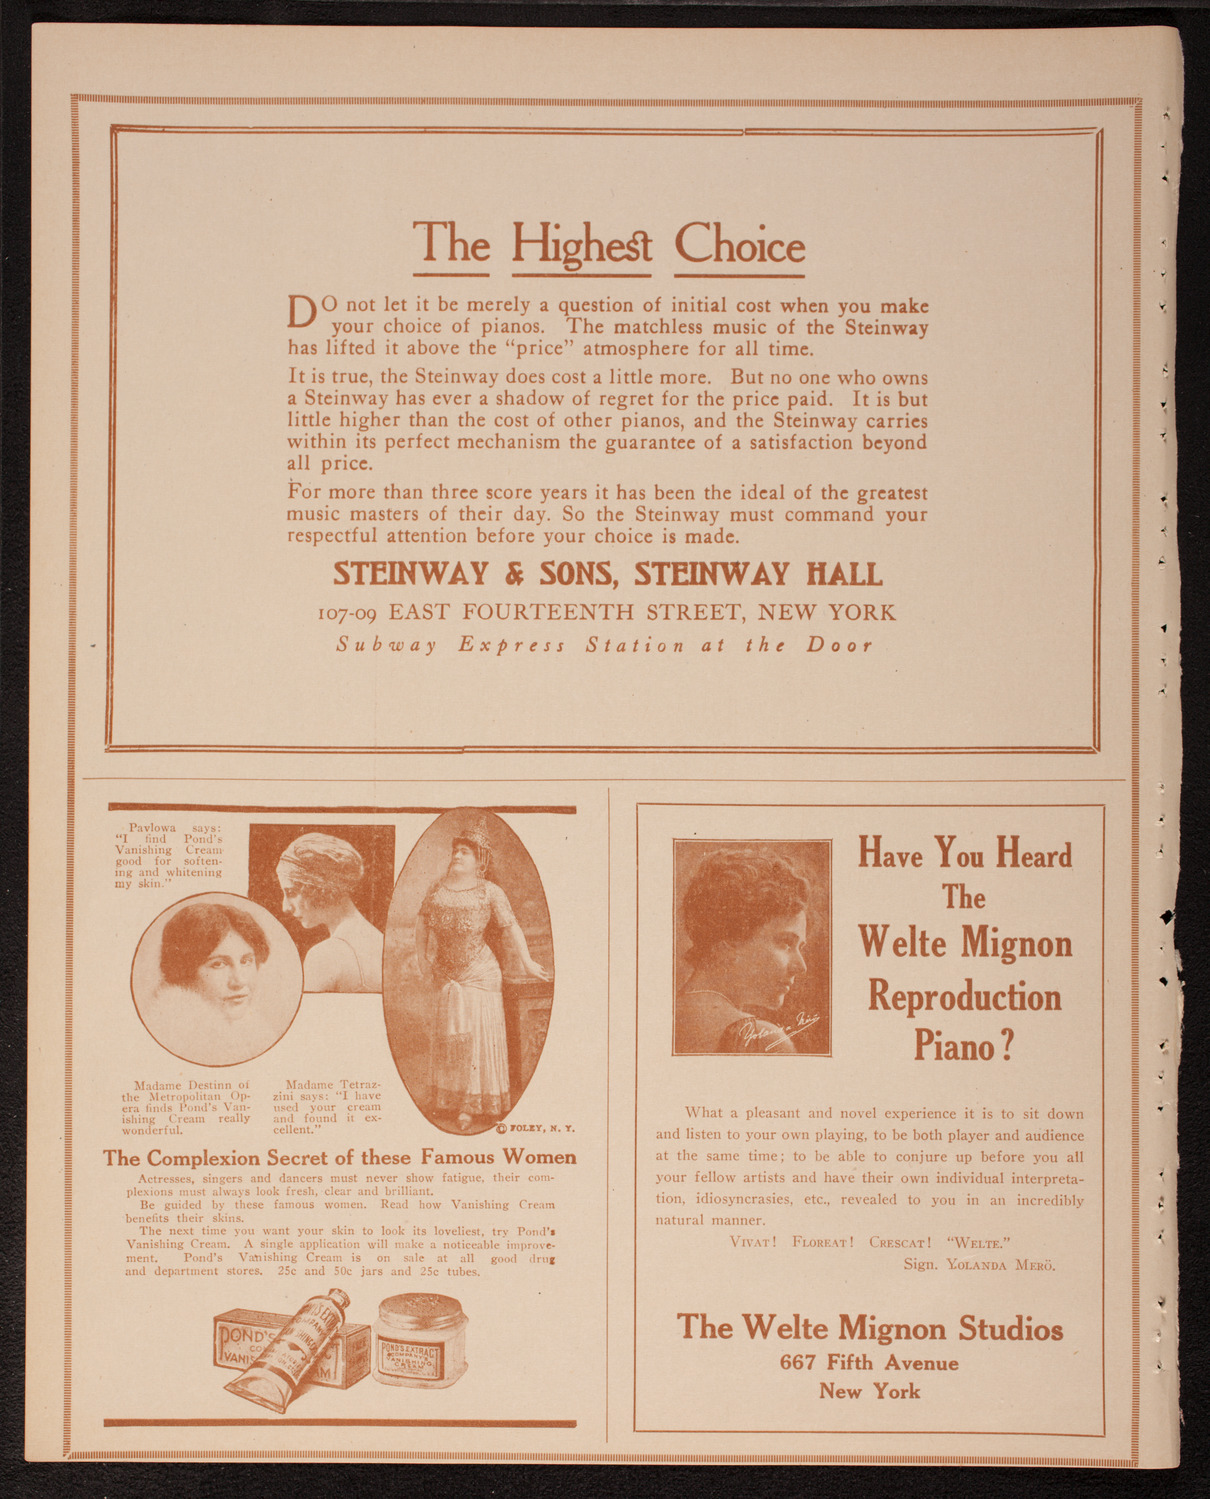 The Highest Choice
DO not let it be merely a question of initial cost when you make
your choice of pianos. The matchless music of the Steinway
has lifted it above the “price” atmosphere for all time.
It is true, the Steinway does cost a little more. But no one who owns
a Steinway has ever a shadow of regret for the price paid. It is but
little higher than the cost of other pianos, and the Steinway carries
within its perfect mechanism the guarantee of a satisfaction beyond
all price.
For more than three score years it has been the ideal of the greatest
music masters of their day. So the Steinway must command your
respectful attention before your choice is made.
STEINWAY & SONS, STEINWAY HALL
107-09 EAST FOURTEENTH STREET, NEW YORK
Subway Express Station at the Door
Pavlowa says:
“I find Pond's
Vanishing Cream
good for soften-
ing and whitening
my skin.”
Madame Destinn of
the Metropolitan Op-
era finds Pond's Van-
ishing Cream really
wonderful.
Madame Tetraz-
zini says: “I have
used your cream
and found it ex-
cellent.”
© FOLEY, N. Y.
The Complexion Secret of these Famous Women
Actresses, singers and dancers must never show fatigue, their com-
plexions must always look fresh, clear and brilliant.
Be guided by these famous women. Read how Vanishing Cream
benefits their skins.
The next time you want your skin to look its loveliest, try Pond's
Vanishing Cream. A single application will make a noticeable improve-
ment. Pond's Vanishing Cream is on sale at all good drug
and department stores. 25c and 50c jars and 25c tubes.
POND'S
VANIS
POND'S EXTRACT
COMPANY'S
VANISHING
CREAM
Have You Heard
The
Welte Mignon
Reproduction
Piano?
What a pleasant and novel experience it is to sit down
and listen to your own playing, to be both player and audience
at the same time; to be able to conjure up before you all
your fellow artists and have their own individual interpreta-
tion, idiosyncrasies, etc., revealed to you in an incredibly
natural manner.
VIVAT! FLOREAT! CRESCAT! “WELTE.”
Sign. YOLANDA MERÖ.
The Welte Mignon Studios
667 Fifth Avenue
New York